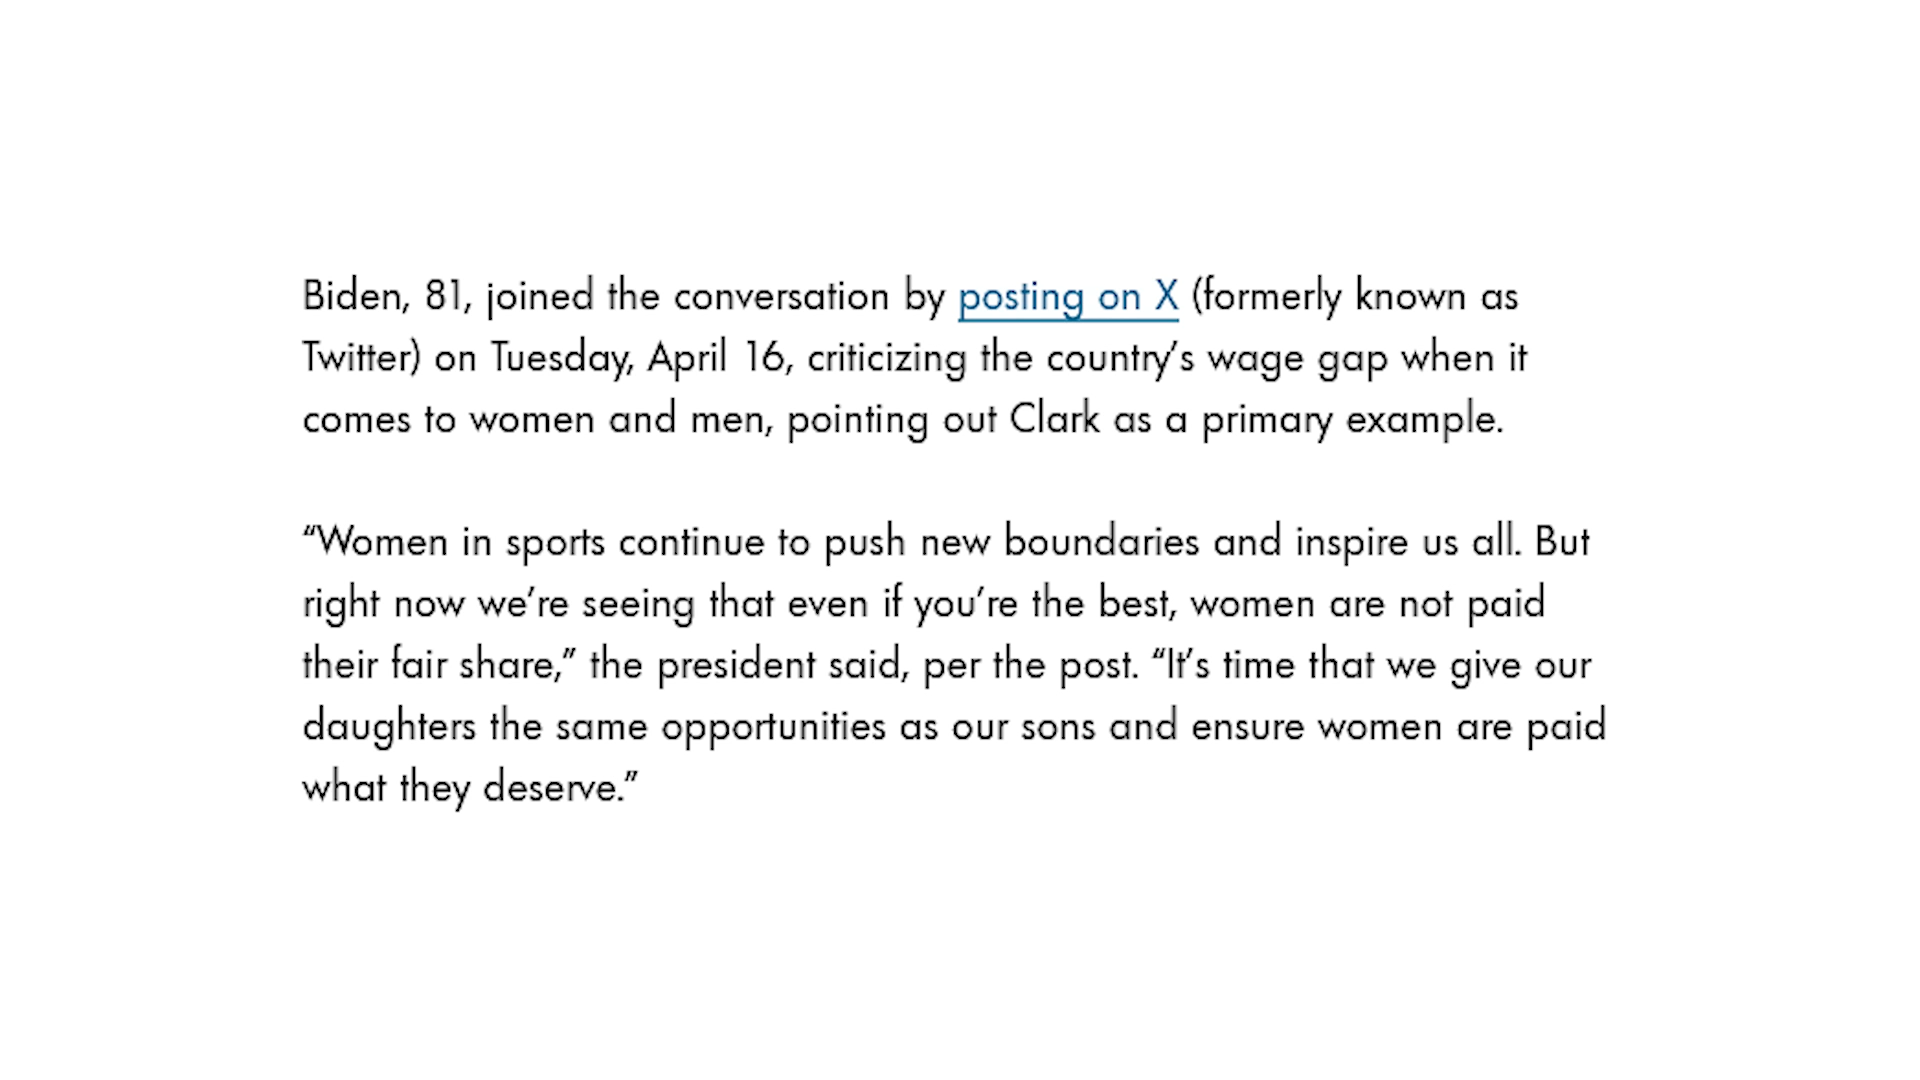 Biden, 81, joined the conversation by posting on X (formerly known as
Twitter) on Tuesday, April 16, criticizing the country’s wage gap when it
comes to women and men, pointing out Clark as a primary example.
“Women in sports continue to push new boundaries and inspire us all. But
right now we’re seeing that even if you’re the best, women are not paid
their fair share,” the president said, per the post. “It’s time that we give our
daughters the same opportunities as our sons and ensure women are paid
what they deserve.”